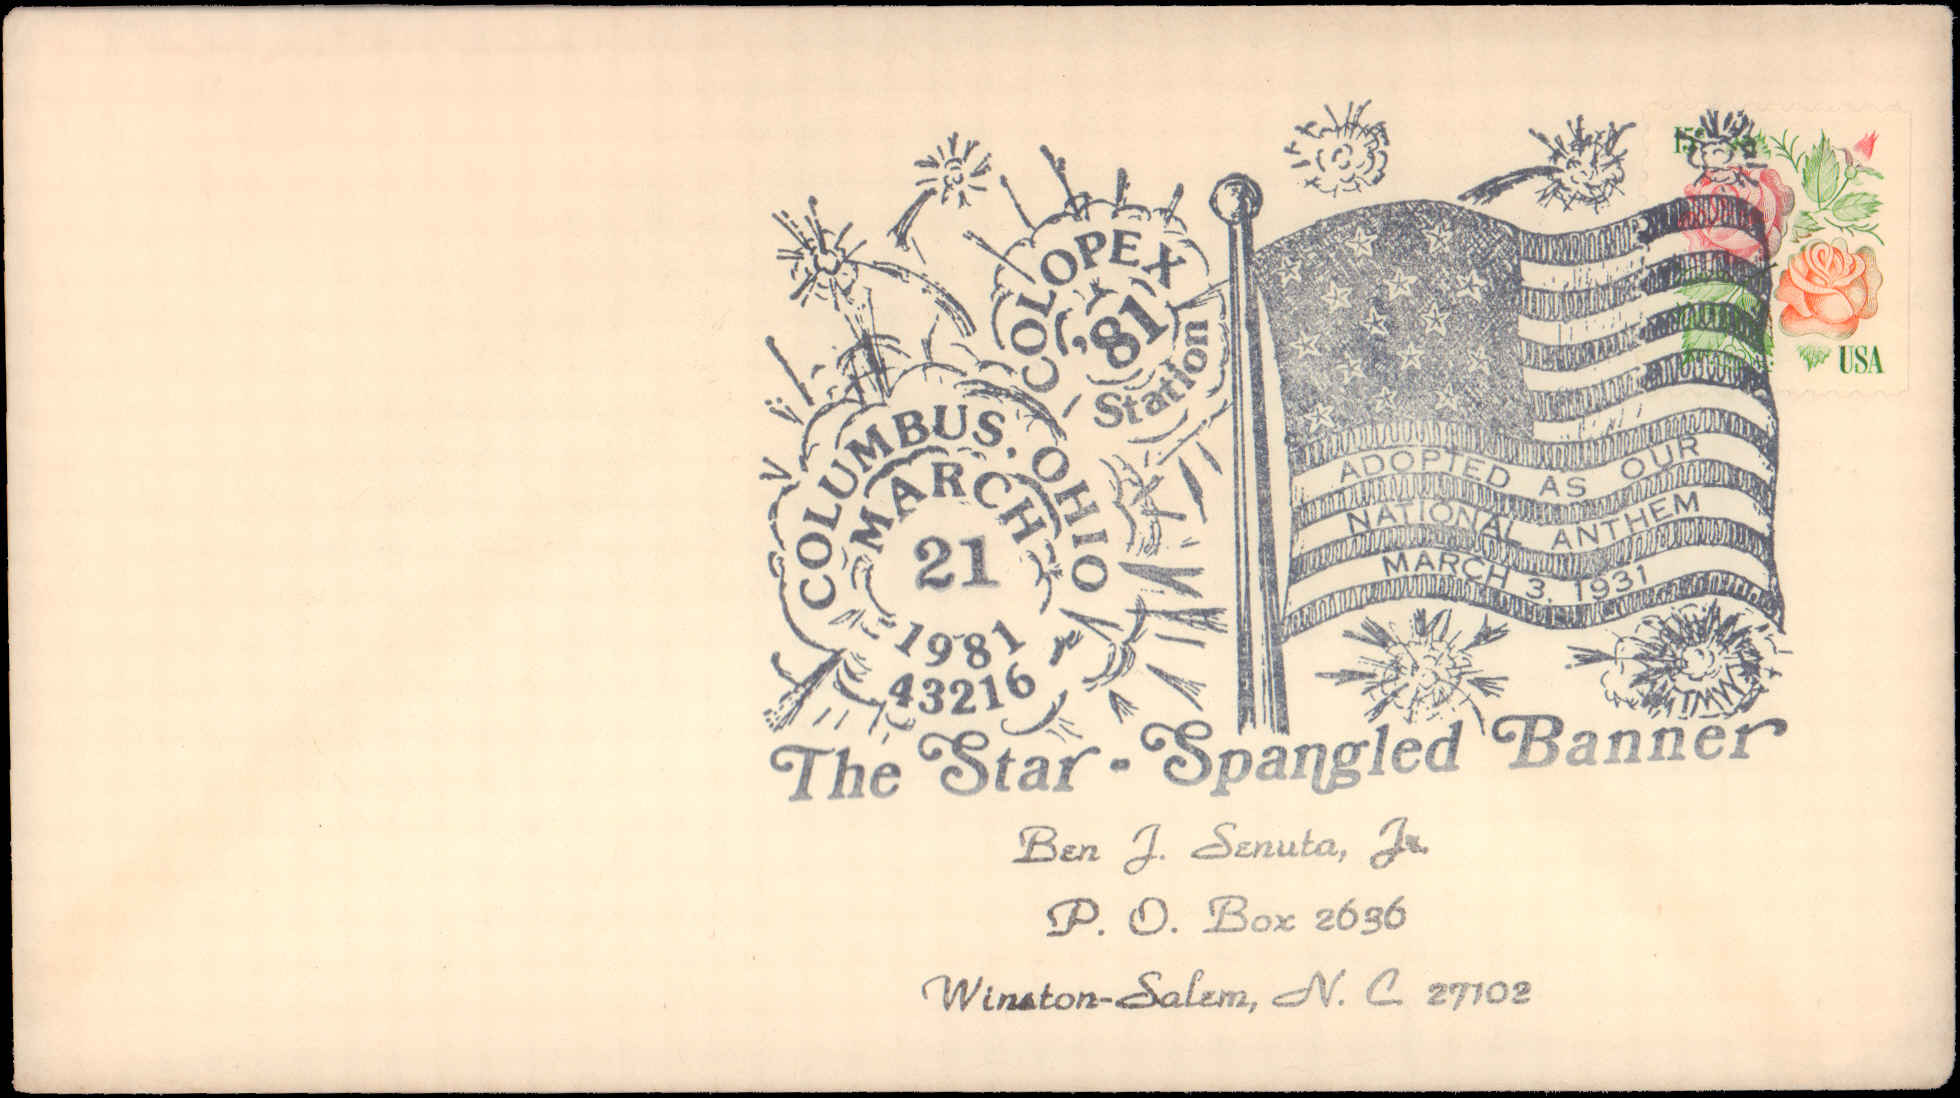 15c
USA
COLOPEX
'81
Station
COLUMBUS, OHIO
MARCH
21
1981
43216
ADOPTED AS OUR
NATIONAL ANTHEM
MARCH 3, 1931
The Star-Spangled Banner
Ben J. Senuta, Jr.
P. O. Box 2636
Winston-Salem, N. C. 27102